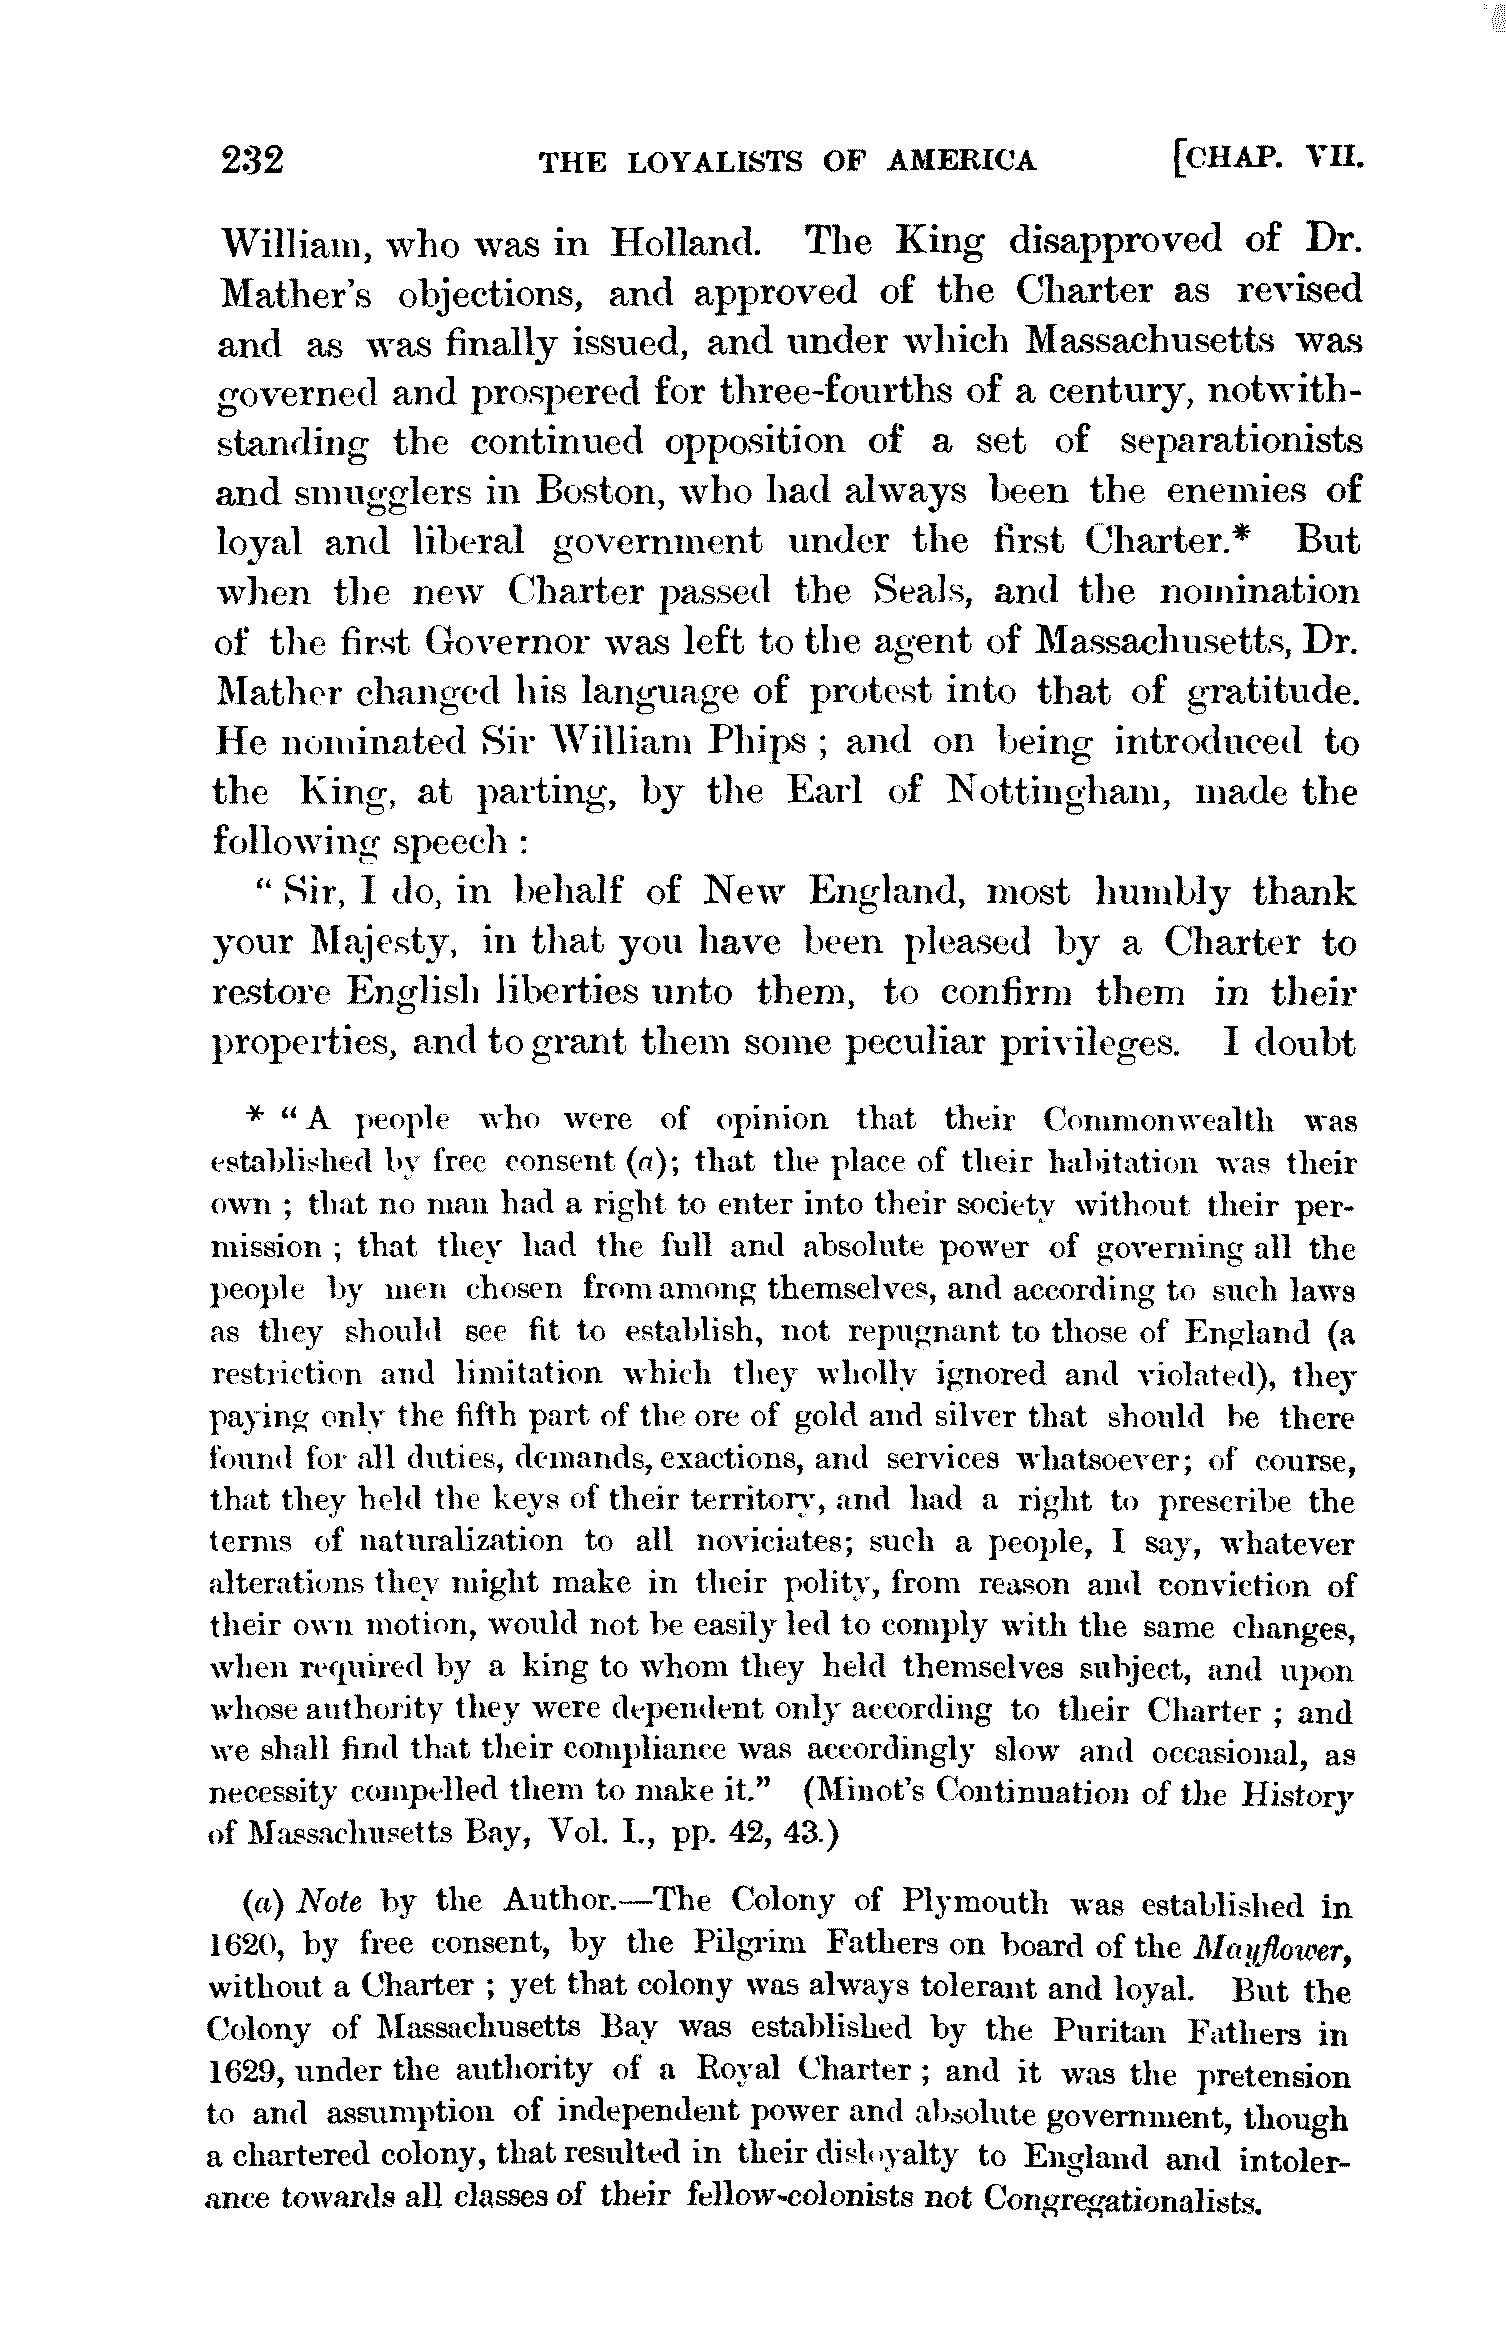 232 THE LOYALISTS OF AMERICA [CHAP. VII.
William, who was in Holland. The King disapproved of Dr.
Mather's objections, and approved of the Charter as revised
and as was finally issued, and under which Massachusetts was
governed and prospered for three-fourths of a century, notwith-
standing the continued opposition of a set of separationists
and smugglers in Boston, who had always been the enemies of
loyal and liberal government under the first Charter.* But
when the new Charter passed the Seals, and the nomination
of the first Governor was left to the agent of Massachusetts, Dr.
Mather changed his language of protest into that of gratitude.
He nominated Sir William Phips ; and on being introduced to
the King, at parting, by the Earl of Nottingham, made the
following speech :
“ Sir, I do, in behalf of New England, most humbly thank
your Majesty, in that you have been pleased by a Charter to
restore English liberties unto them, to confirm them in their
properties, and to grant them some peculiar privileges. I doubt
* “ A people who were of opinion that their Commonwealth was
established by free consent (a); that the place of their habitation was their
own ; that no man had a right to enter into their society without their per-
mission ; that they had the full and absolute power of governing all the
people by men chosen from among themselves, and according to such laws
as they should see fit to establish, not repugnant to those of England (a
restriction and limitation which they wholly ignored and violated), they
paying only the fifth part of the ore of gold and silver that should be there
found for all duties, demands, exactions, and services whatsoever; of course,
that they held the keys of their territory, and had a right to prescribe the
terms of naturalization to all noviciates; such a people, I say, whatever
alterations they might make in their polity, from reason and conviction of
their own motion, would not be easily led to comply with the same changes,
when required by a king to whom they held themselves subject, and upon
whose authority they were dependent only according to their Charter ; and
we shall find that their compliance was accordingly slow and occasional, as
necessity compelled them to make it.” (Minot's Continuation of the History
of Massachusetts Bay, Vol. I., pp. 42, 43.)
(a) Note by the Author.—The Colony of Plymouth was established in
1620, by free consent, by the Pilgrim Fathers on board of the Mayflower,
without a Charter ; yet that colony was always tolerant and loyal. But the
Colony of Massachusetts Bay was established by the Puritan Fathers in
1629, under the authority of a Royal Charter ; and it was the pretension
to and assumption of independent power and absolute government, though
a chartered colony, that resulted in their disloyalty to England and intoler-
ance towards all classes of their fellow-colonists not Congregationalists.